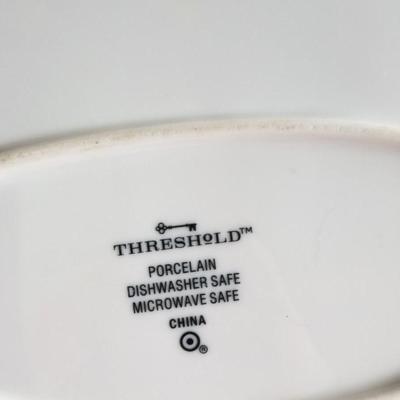 THRESHOLD™
PORCELAIN
DISHWASHER SAFE
MICROWAVE SAFE
CHINA
®